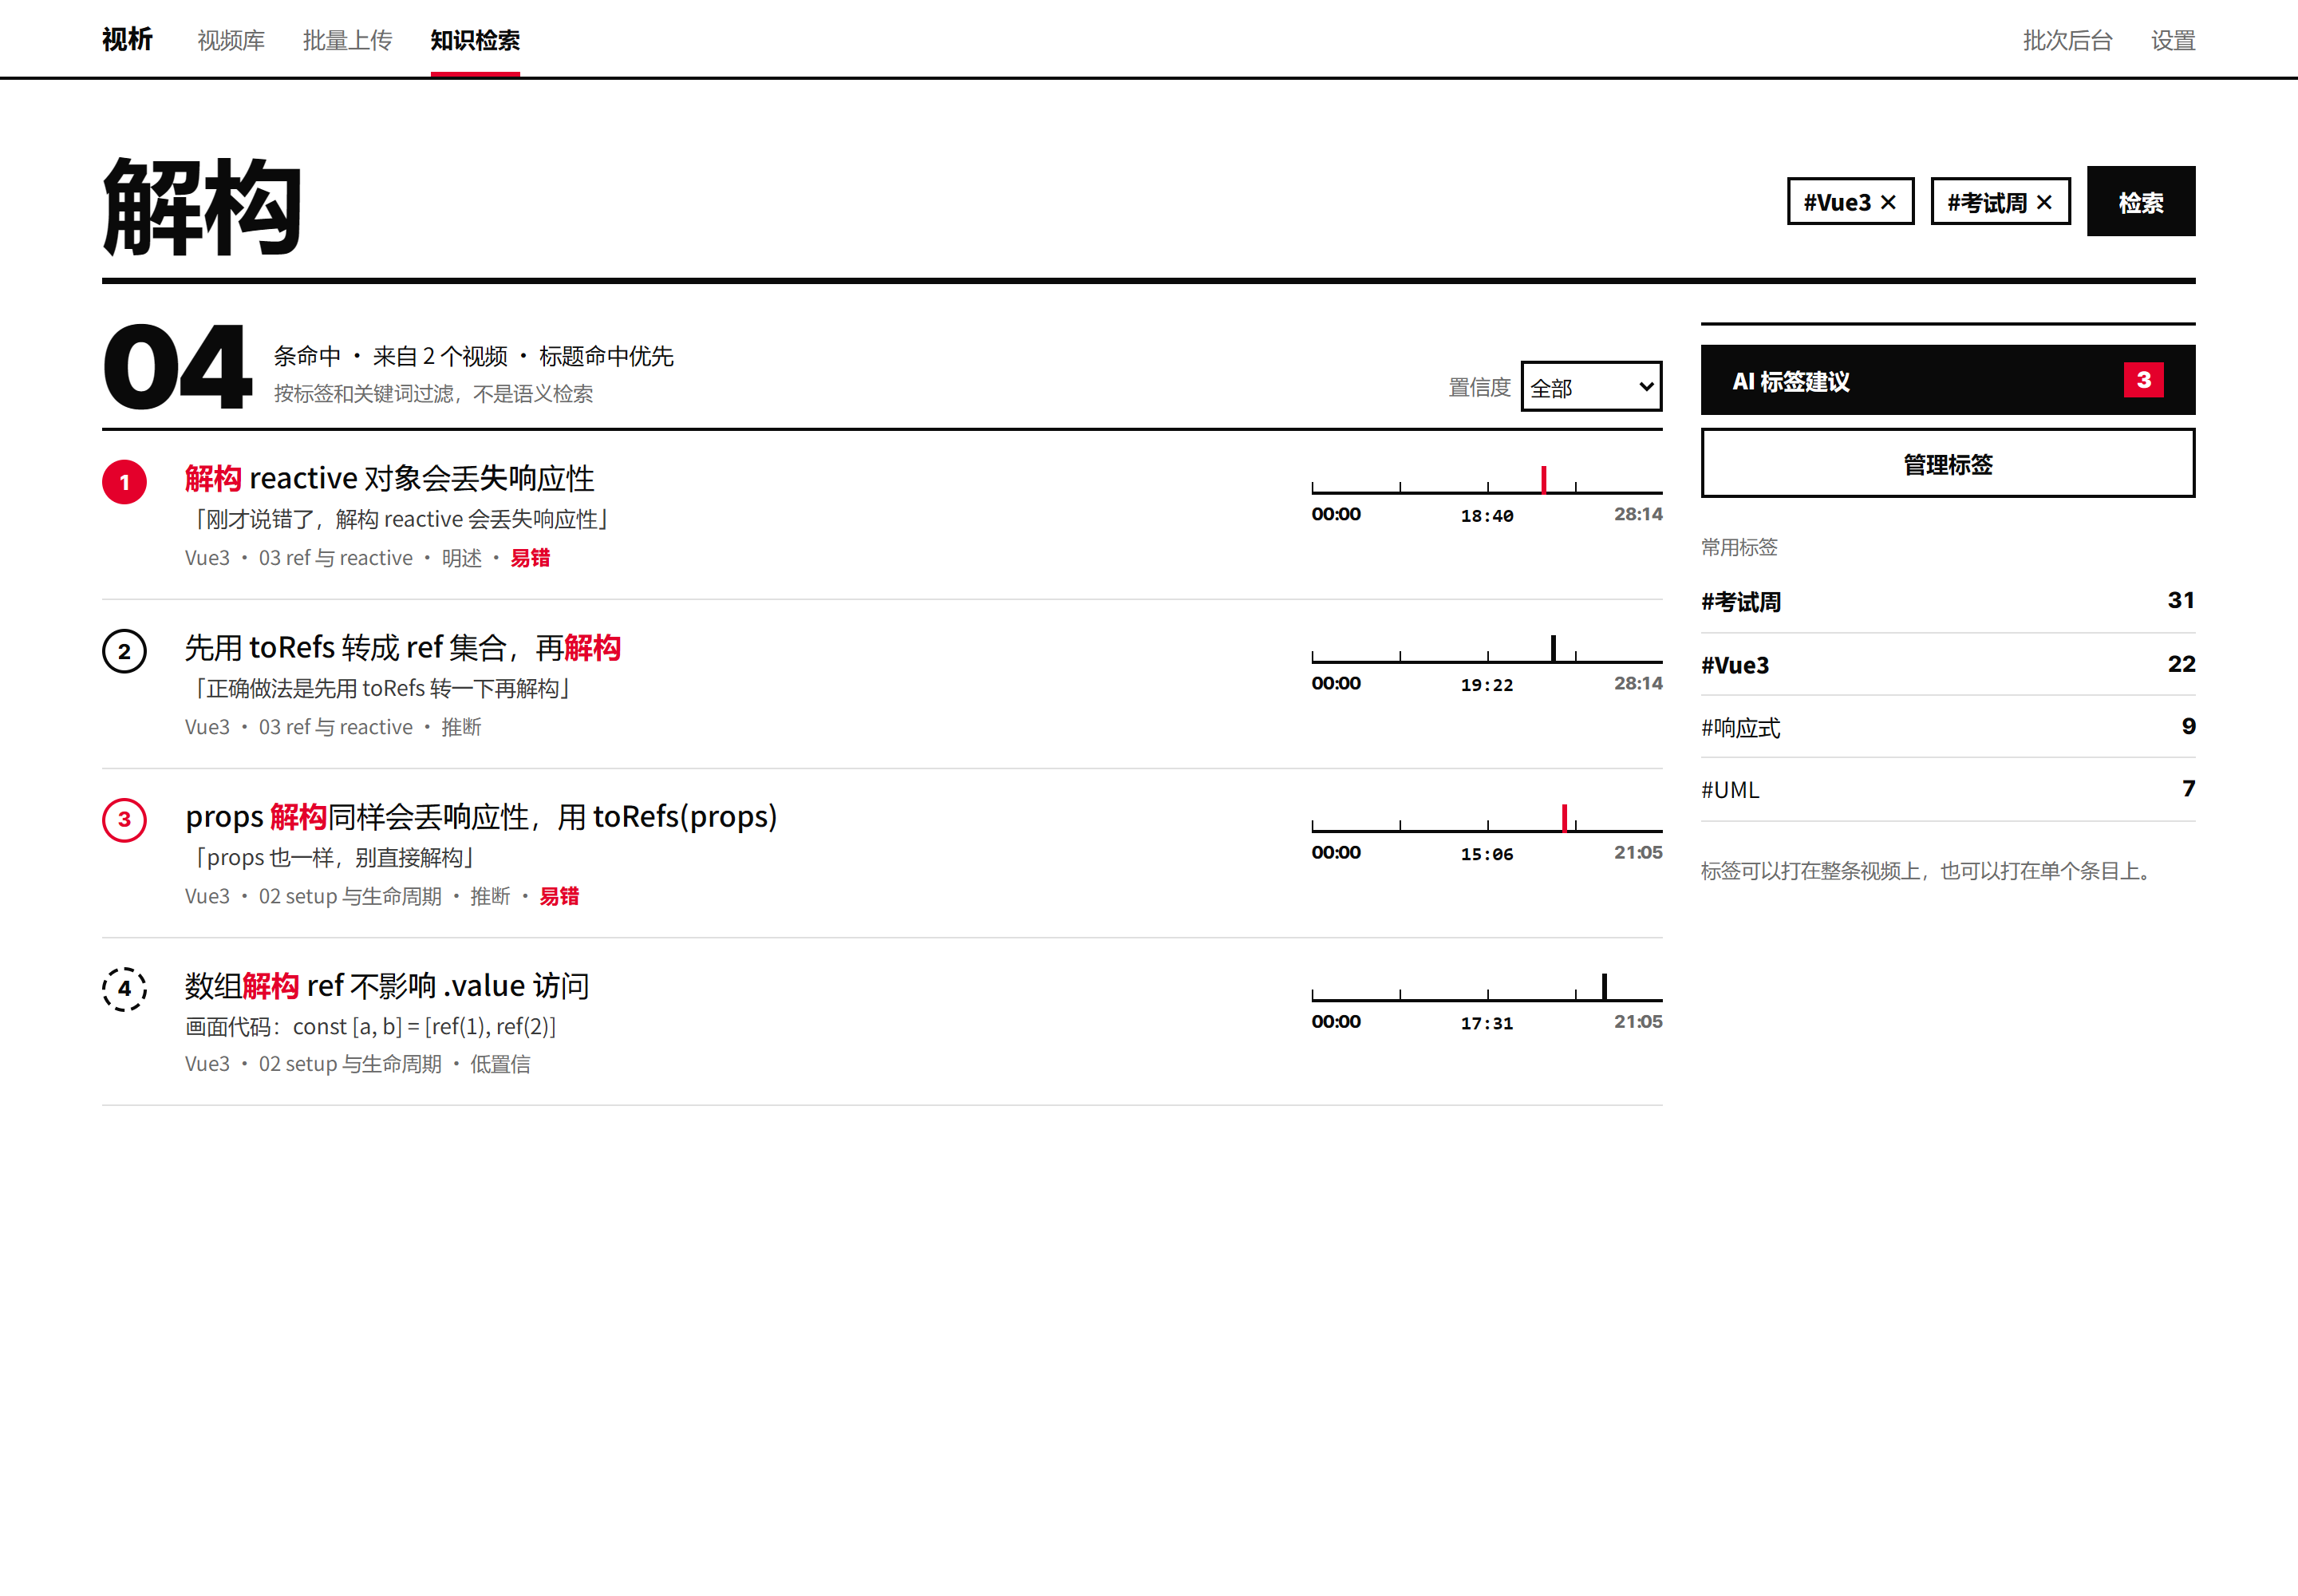 视析 视频库 批量上传 知识检索 批次后台 设置
解构 #Vue3 ✕ #考试周 ✕ 检索
04 条命中 • 来自 2 个视频 • 标题命中优先
按标签和关键词过滤，不是语义检索
置信度 全部
1 解构 reactive 对象会丢失响应性
「刚才说错了，解构 reactive 会丢失响应性」
Vue3 • 03 ref 与 reactive • 明述 • 易错
00:00 18:40 28:14
2 先用 toRefs 转成 ref 集合，再解构
「正确做法是先用 toRefs 转一下再解构」
Vue3 • 03 ref 与 reactive • 推断
00:00 19:22 28:14
3 props 解构同样会丢响应性，用 toRefs(props)
「props 也一样，别直接解构」
Vue3 • 02 setup 与生命周期 • 推断 • 易错
00:00 15:06 21:05
4 数组解构 ref 不影响 .value 访问
画面代码：const [a, b] = [ref(1), ref(2)]
Vue3 • 02 setup 与生命周期 • 低置信
00:00 17:31 21:05
AI 标签建议 3
管理标签
常用标签
#考试周 31
#Vue3 22
#响应式 9
#UML 7
标签可以打在整条视频上，也可以打在单个条目上。